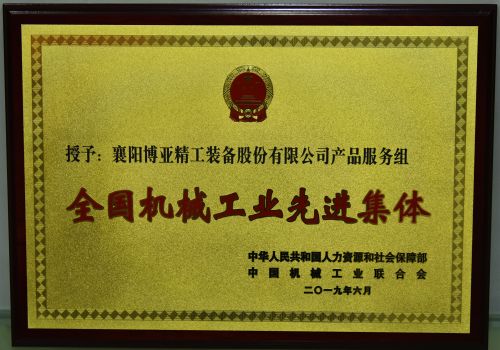 授予：襄阳博亚精工装备股份有限公司产品服务组
全国机械工业先进集体
中华人民共和国人力资源和社会保障部
中国机械工业联合会
二〇一九年六月